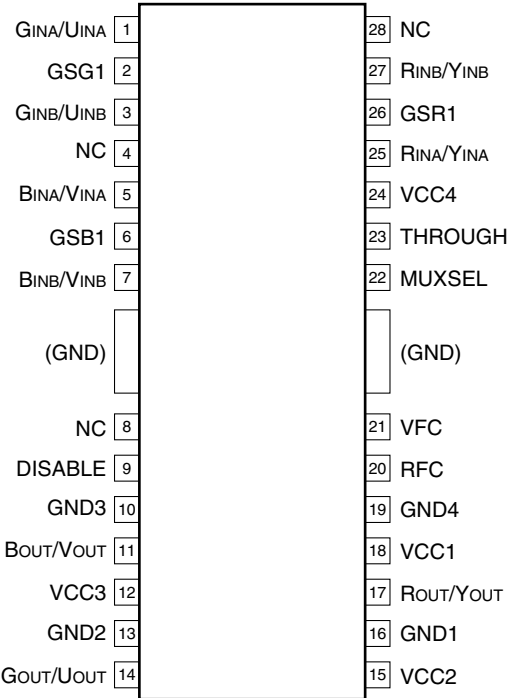 GINA/UINA 1 28 NC
GSG1 2 27 RINB/YINB
GINB/UINB 3 26 GSR1
NC 4 25 RINA/YINA
BINA/VINA 5 24 VCC4
GSB1 6 23 THROUGH
BINB/VINB 7 22 MUXSEL
(GND) (GND)
NC 8 21 VFC
DISABLE 9 20 RFC
GND3 10 19 GND4
BOUT/VOUT 11 18 VCC1
VCC3 12 17 ROUT/YOUT
GND2 13 16 GND1
GOUT/UOUT 14 15 VCC2